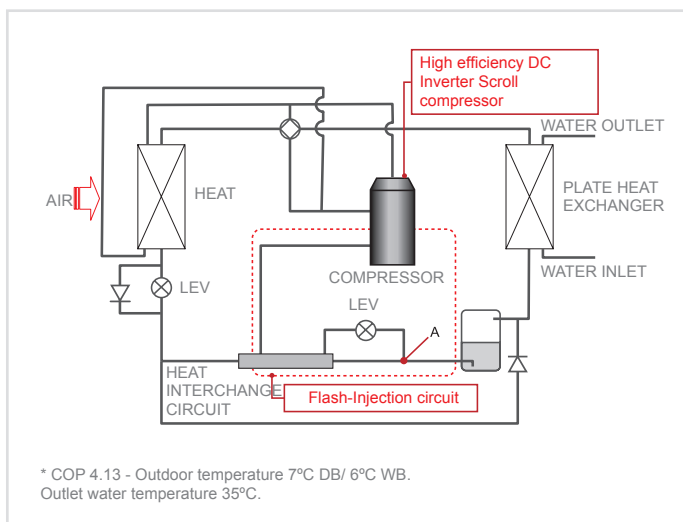 High efficiency DC
Inverter Scroll
compressor
WATER OUTLET
AIR
HEAT
PLATE HEAT
EXCHANGER
COMPRESSOR
WATER INLET
LEV
LEV
A
HEAT
INTERCHANGE
CIRCUIT
Flash-Injection circuit
* COP 4.13 - Outdoor temperature 7ºC DB/ 6ºC WB.
Outlet water temperature 35ºC.